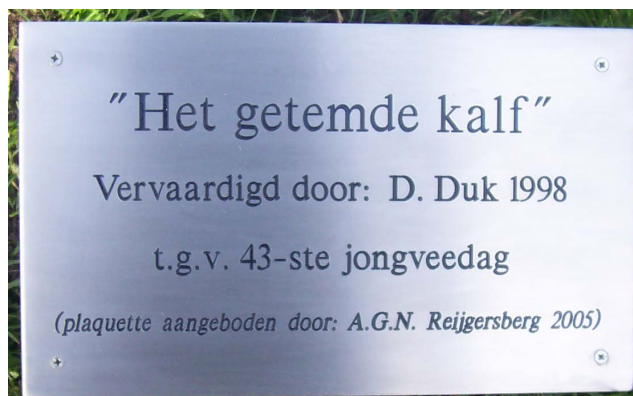 "Het getemde kalf"
Vervaardigd door: D. Duk 1998
t.g.v. 43-ste jongveedag
(plaquette aangeboden door: A.G.N. Reijgersberg 2005)